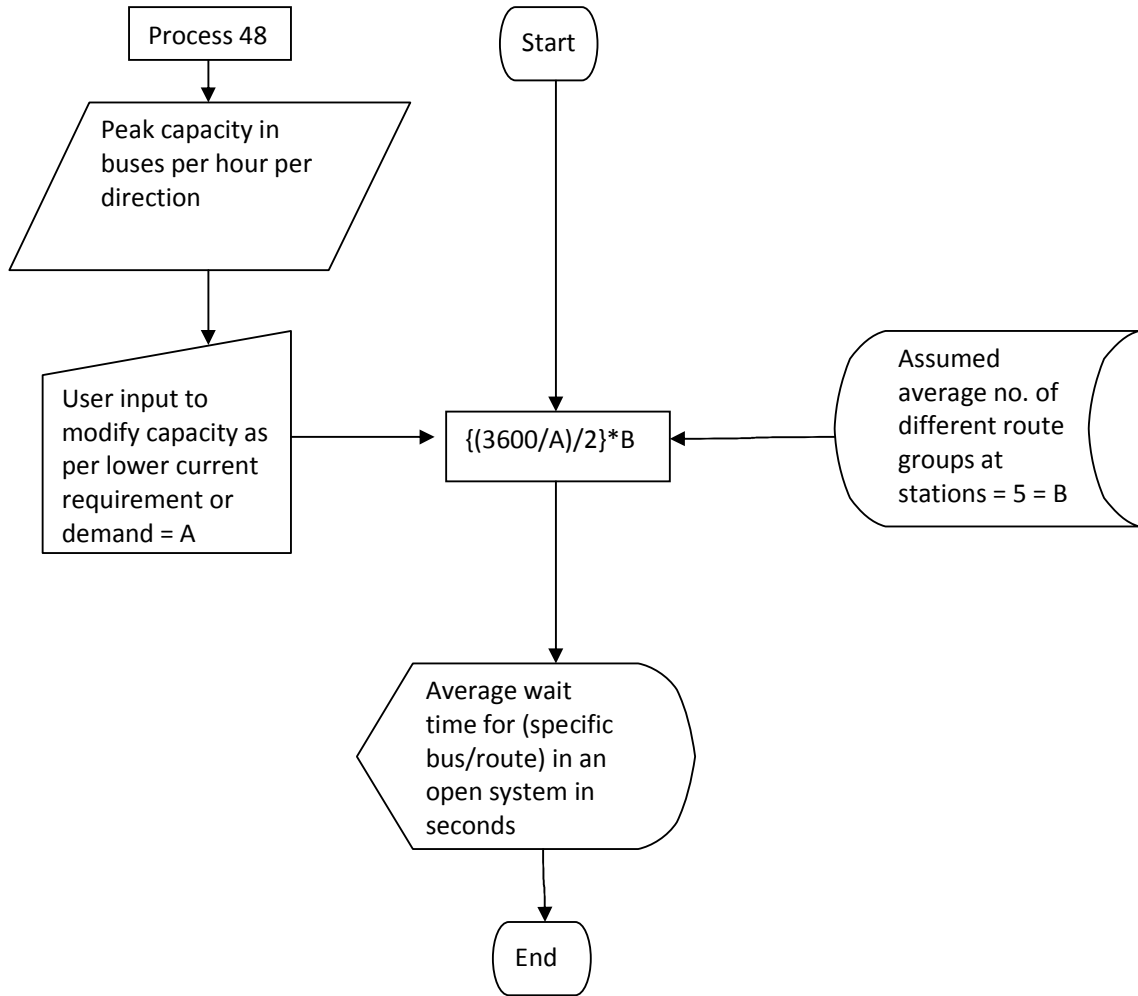 Process 48
Start
Peak capacity in
buses per hour per
direction
User input to
modify capacity as
per lower current
requirement or
demand = A
{(3600/A)/2}*B
Assumed
average no. of
different route
groups at
stations = 5 = B
Average wait
time for (specific
bus/route) in an
open system in
seconds
End